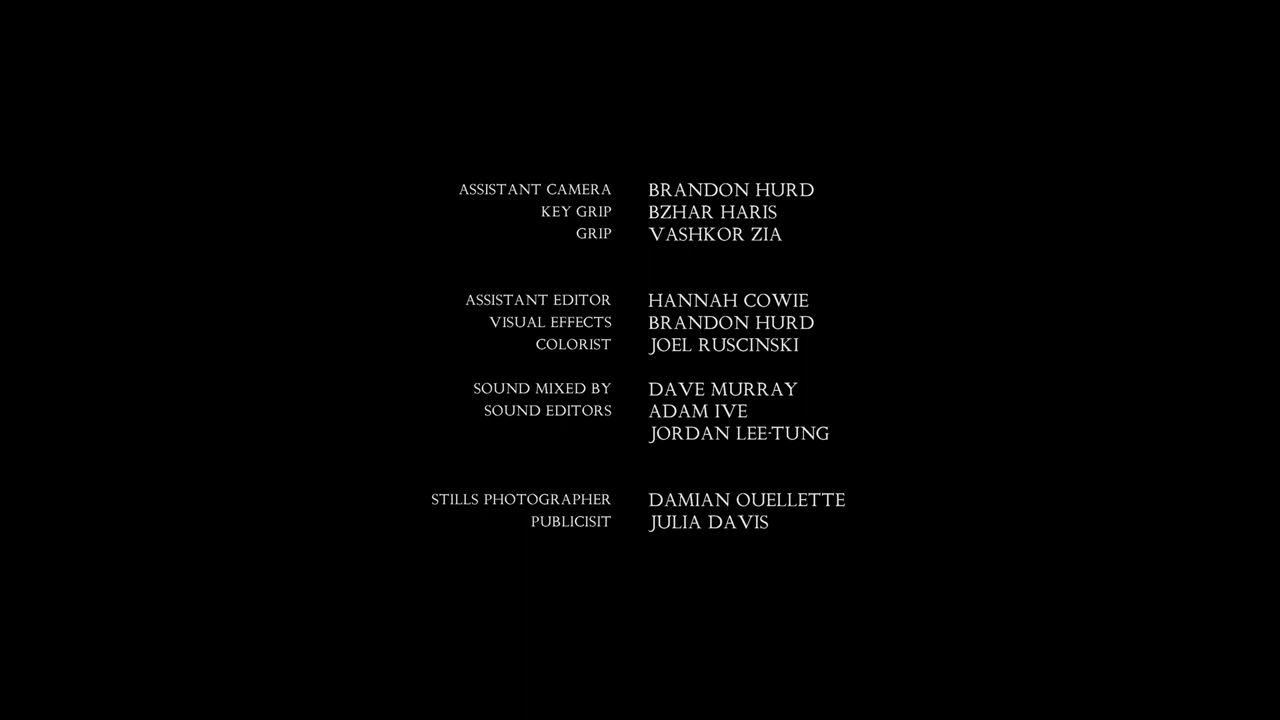 ASSISTANT CAMERA BRANDON HURD
KEY GRIP BZHAR HARIS
GRIP VASHKOR ZIA
ASSISTANT EDITOR HANNAH COWIE
VISUAL EFFECTS BRANDON HURD
COLORIST JOEL RUSCINSKI
SOUND MIXED BY DAVE MURRAY
SOUND EDITORS ADAM IVE
JORDAN LEE-TUNG
STILLS PHOTOGRAPHER DAMIAN OUELLETTE
PUBLICISIT JULIA DAVIS